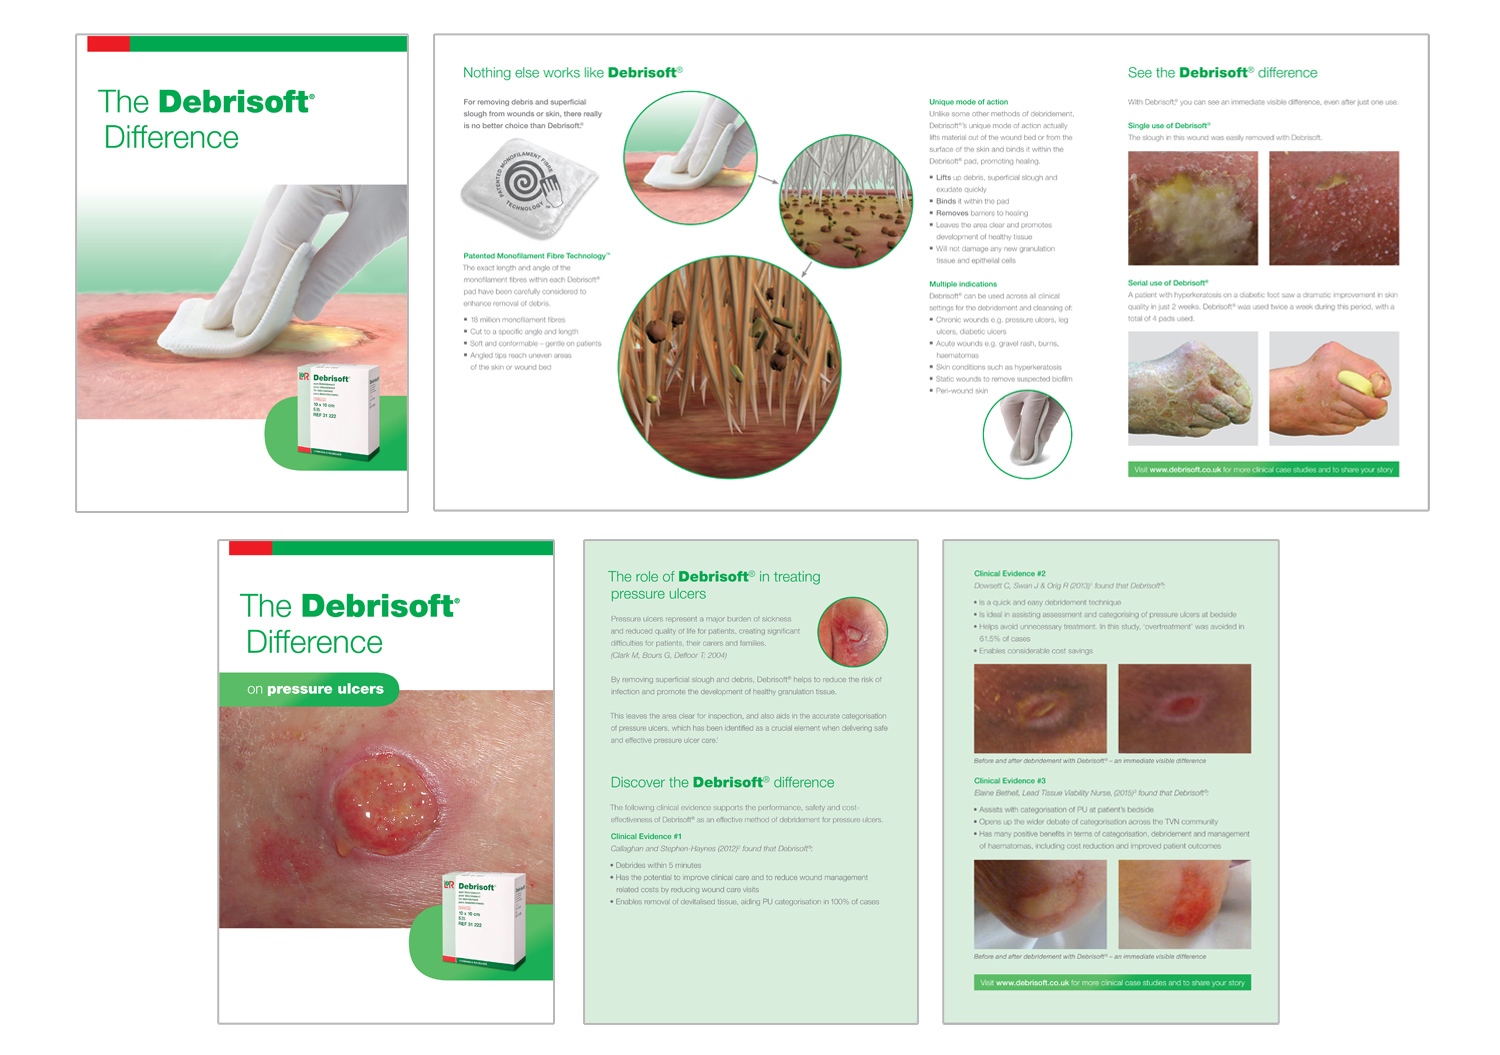 The Debrisoft®
Difference
L&R
Debrisoft®
10 x 10 cm
5
REF 31 222
Nothing else works like Debrisoft®
For removing debris and superficial
slough from wounds or skin, there really
is no better choice than Debrisoft.®
PATENTED MONOFILAMENT FIBRE
TECHNOLOGY™
Patented Monofilament Fibre Technology™
The exact length and angle of the
monofilament fibres within each Debrisoft®
pad have been carefully considered to
enhance removal of debris.
▪ 18 million monofilament fibres
▪ Cut to a specific angle and length
▪ Soft and conformable – gentle on patients
▪ Angled tips reach uneven areas
of the skin or wound bed
Unique mode of action
Unlike some other methods of debridement,
Debrisoft®'s unique mode of action actually
lifts material out of the wound bed or from the
surface of the skin and binds it within the
Debrisoft® pad, promoting healing.
▪ Lifts up debris, superficial slough and
exudate quickly
▪ Binds it within the pad
▪ Removes barriers to healing
▪ Leaves the area clear and promotes
development of healthy tissue
▪ Will not damage any new granulation
tissue and epithelial cells
Multiple indications
Debrisoft® can be used across all clinical
settings for the debridement and cleansing of:
▪ Chronic wounds e.g. pressure ulcers, leg
ulcers, diabetic ulcers
▪ Acute wounds e.g. gravel rash, burns,
haematomas
▪ Skin conditions such as hyperkeratosis
▪ Static wounds to remove suspected biofilm
▪ Peri-wound skin
See the Debrisoft® difference
With Debrisoft,® you can see an immediate visible difference, even after just one use.
Single use of Debrisoft®
The slough in this wound was easily removed with Debrisoft.
Serial use of Debrisoft®
A patient with hyperkeratosis on a diabetic foot saw a dramatic improvement in skin
quality in just 2 weeks. Debrisoft® was used twice a week during this period, with a
total of 4 pads used.
Visit www.debrisoft.co.uk for more clinical case studies and to share your story
The Debrisoft®
Difference
on pressure ulcers
L&R
Debrisoft®
10 x 10 cm
5
REF 31 222
The role of Debrisoft® in treating
pressure ulcers
Pressure ulcers represent a major burden of sickness
and reduced quality of life for patients, creating significant
difficulties for patients, their carers and families.
(Clark M, Bours G, Defloor T; 2004)
By removing superficial slough and debris, Debrisoft® helps to reduce the risk of
infection and promote the development of healthy granulation tissue.
This leaves the area clear for inspection, and also aids in the accurate categorisation
of pressure ulcers, which has been identified as a crucial element when delivering safe
and effective pressure ulcer care.¹
Discover the Debrisoft® difference
The following clinical evidence supports the performance, safety and cost-
effectiveness of Debrisoft® as an effective method of debridement for pressure ulcers.
Clinical Evidence #1
Callaghan and Stephen-Haynes (2012)² found that Debrisoft®:
• Debrides within 5 minutes
• Has the potential to improve clinical care and to reduce wound management
related costs by reducing wound care visits
• Enables removal of devitalised tissue, aiding PU categorisation in 100% of cases
Clinical Evidence #2
Dowsett C, Swan J & Orig R (2013)¹ found that Debrisoft®:
• Is a quick and easy debridement technique
• Is ideal in assisting assessment and categorising of pressure ulcers at bedside
• Helps avoid unnecessary treatment. In this study, 'overtreatment' was avoided in
61.5% of cases
• Enables considerable cost savings
Before and after debridement with Debrisoft® – an immediate visible difference
Clinical Evidence #3
Elaine Bethell, Lead Tissue Viability Nurse, (2015)³ found that Debrisoft®:
• Assists with categorisation of PU at patient's bedside
• Opens up the wider debate of categorisation across the TVN community
• Has many positive benefits in terms of categorisation, debridement and management
of haematomas, including cost reduction and improved patient outcomes
Before and after debridement with Debrisoft® – an immediate visible difference
Visit www.debrisoft.co.uk for more clinical case studies and to share your story